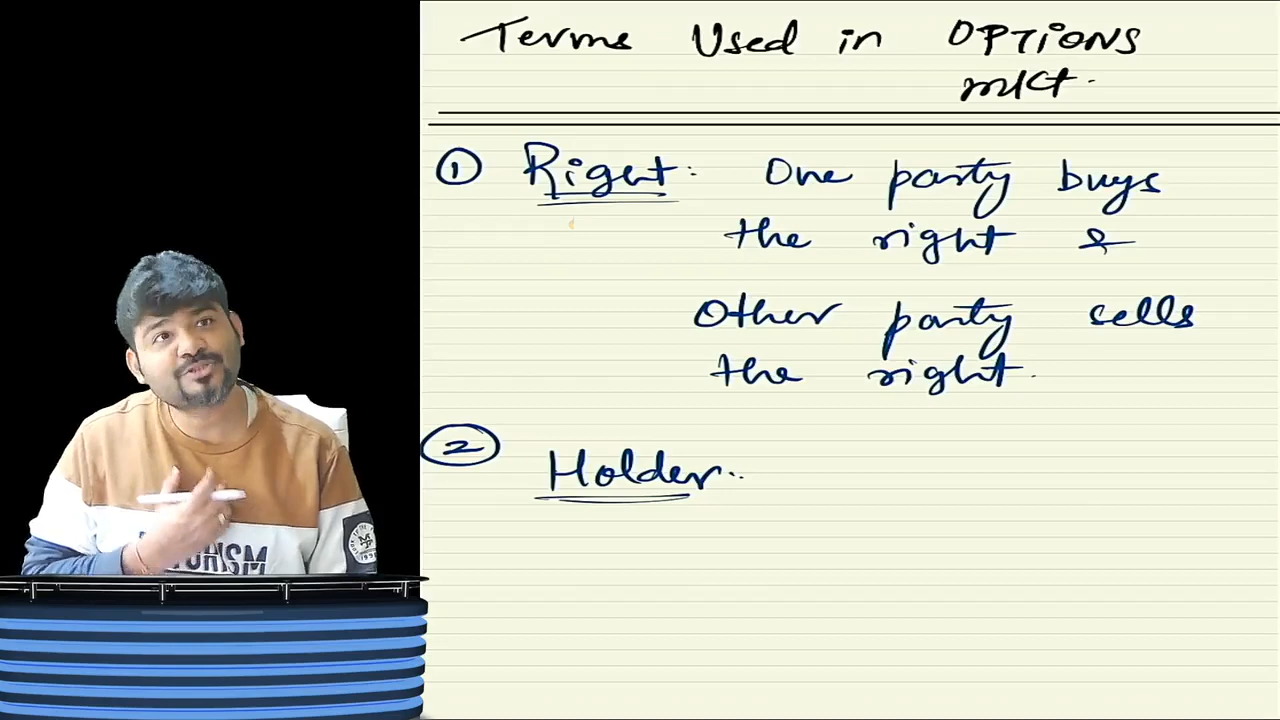 Terms Used in OPTIONS
mkt.
① Right: One party buys
the right &
Other party sells
the right.
② Holder: